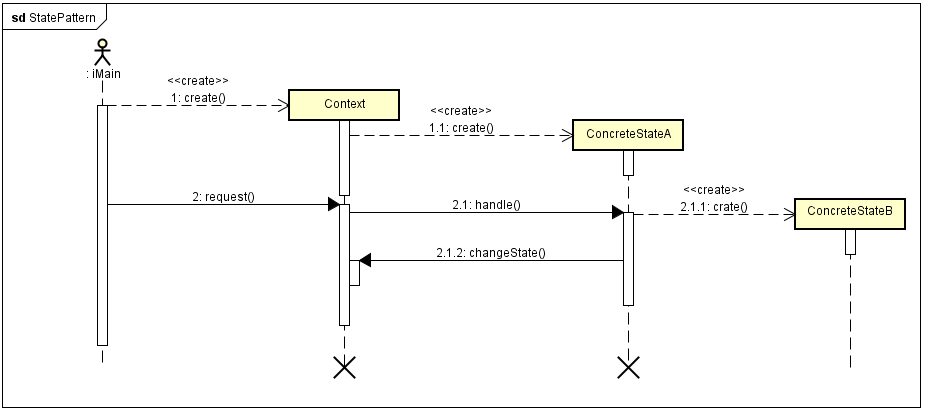 sd StatePattern
: iMain
<<create>>
1: create()
Context
<<create>>
1.1: create()
ConcreteStateA
2: request()
2.1: handle()
<<create>>
2.1.1: crate()
ConcreteStateB
2.1.2: changeState()